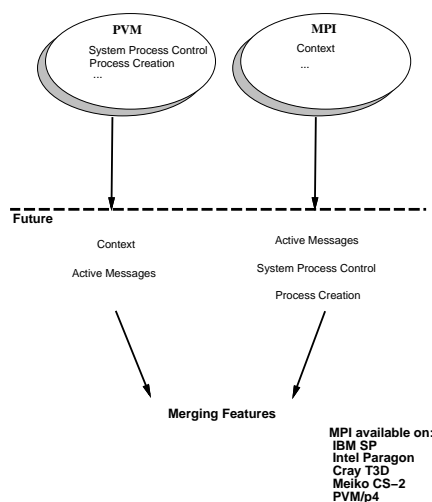 PVM
System Process Control
Process Creation
...
MPI
Context
...
Future
Context
Active Messages
Active Messages
System Process Control
Process Creation
Merging Features
MPI available on:
IBM SP
Intel Paragon
Cray T3D
Meiko CS−2
PVM/p4